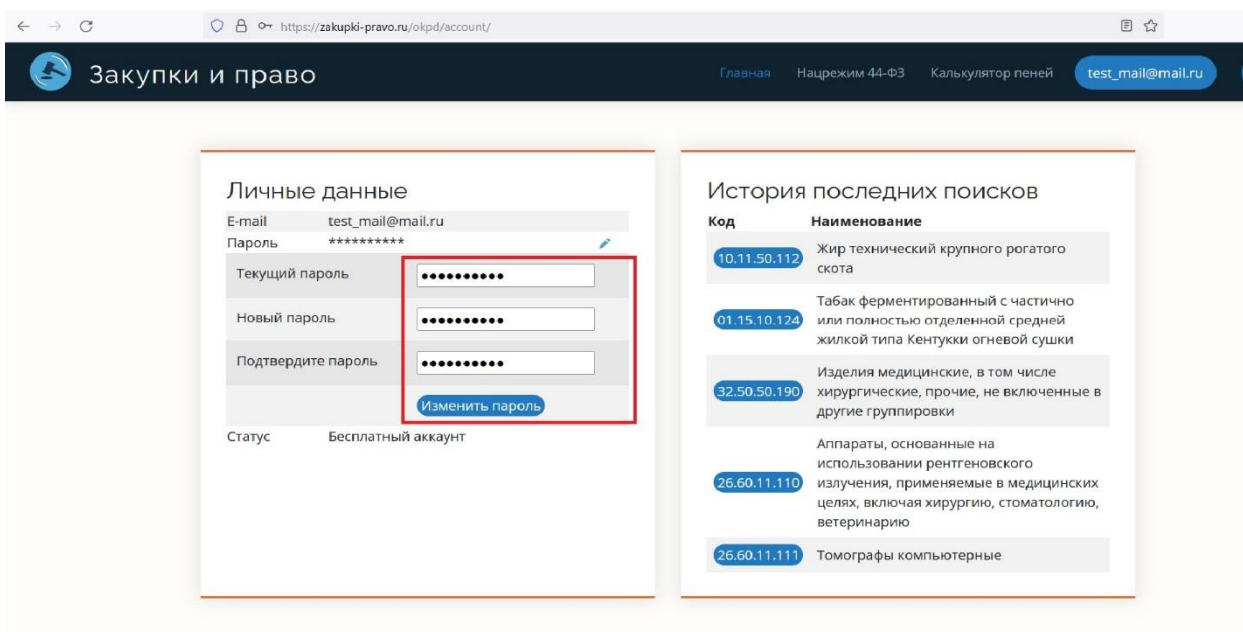 https://zakupki-pravo.ru/okpd/account/
Закупки и право
Главная Нацрежим 44-ФЗ Калькулятор пеней test_mail@mail.ru
Личные данные
E-mail test_mail@mail.ru
Пароль **********
Текущий пароль ●●●●●●●●●●
Новый пароль ●●●●●●●●●●
Подтвердите пароль ●●●●●●●●●●
Изменить пароль
Статус Бесплатный аккаунт
История последних поисков
Код Наименование
10.11.50.112 Жир технический крупного рогатого
скота
Табак ферментированный с частично
01.15.10.124 или полностью отделенной средней
жилкой типа Кентукки огневой сушки
Изделия медицинские, в том числе
32.50.50.190 хирургические, прочие, не включенные в
другие группировки
Аппараты, основанные на
использовании рентгеновского
26.60.11.110 излучения, применяемые в медицинских
целях, включая хирургию, стоматологию,
ветеринарию
26.60.11.111 Томографы компьютерные